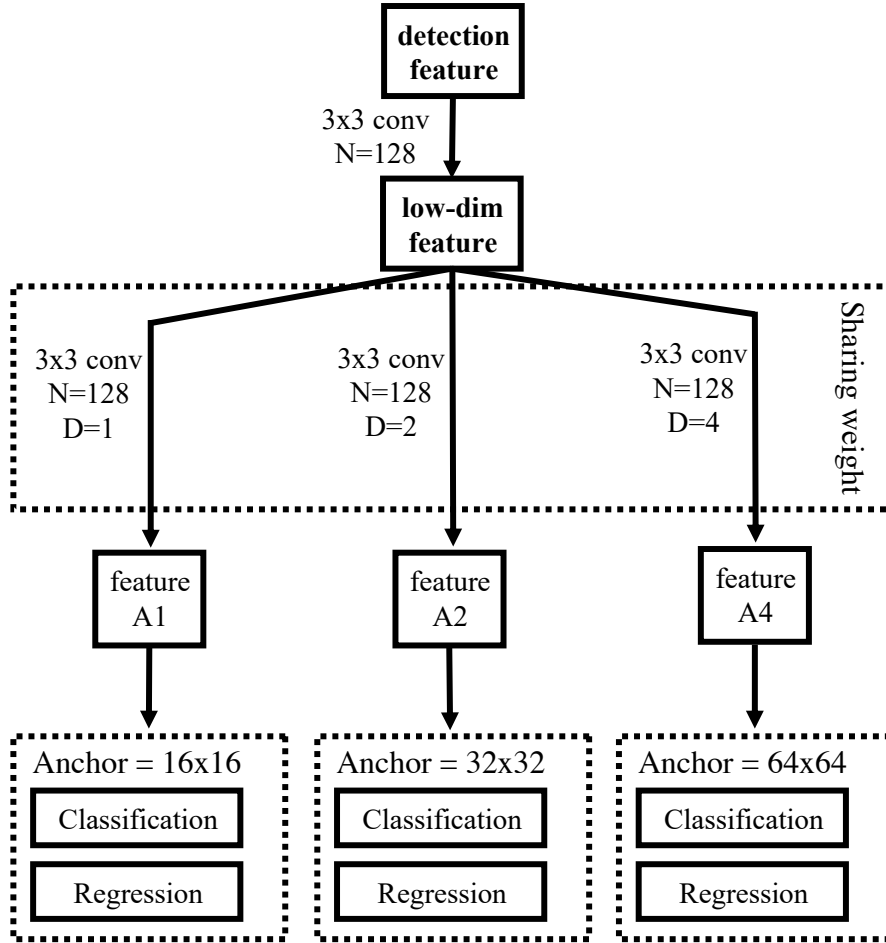 detection
feature
3x3 conv
N=128
low-dim
feature
3x3 conv
N=128
D=1
3x3 conv
N=128
D=2
3x3 conv
N=128
D=4
Sharing weight
feature
A1
feature
A2
feature
A4
Anchor = 16x16
Classification
Regression
Anchor = 32x32
Classification
Regression
Anchor = 64x64
Classification
Regression